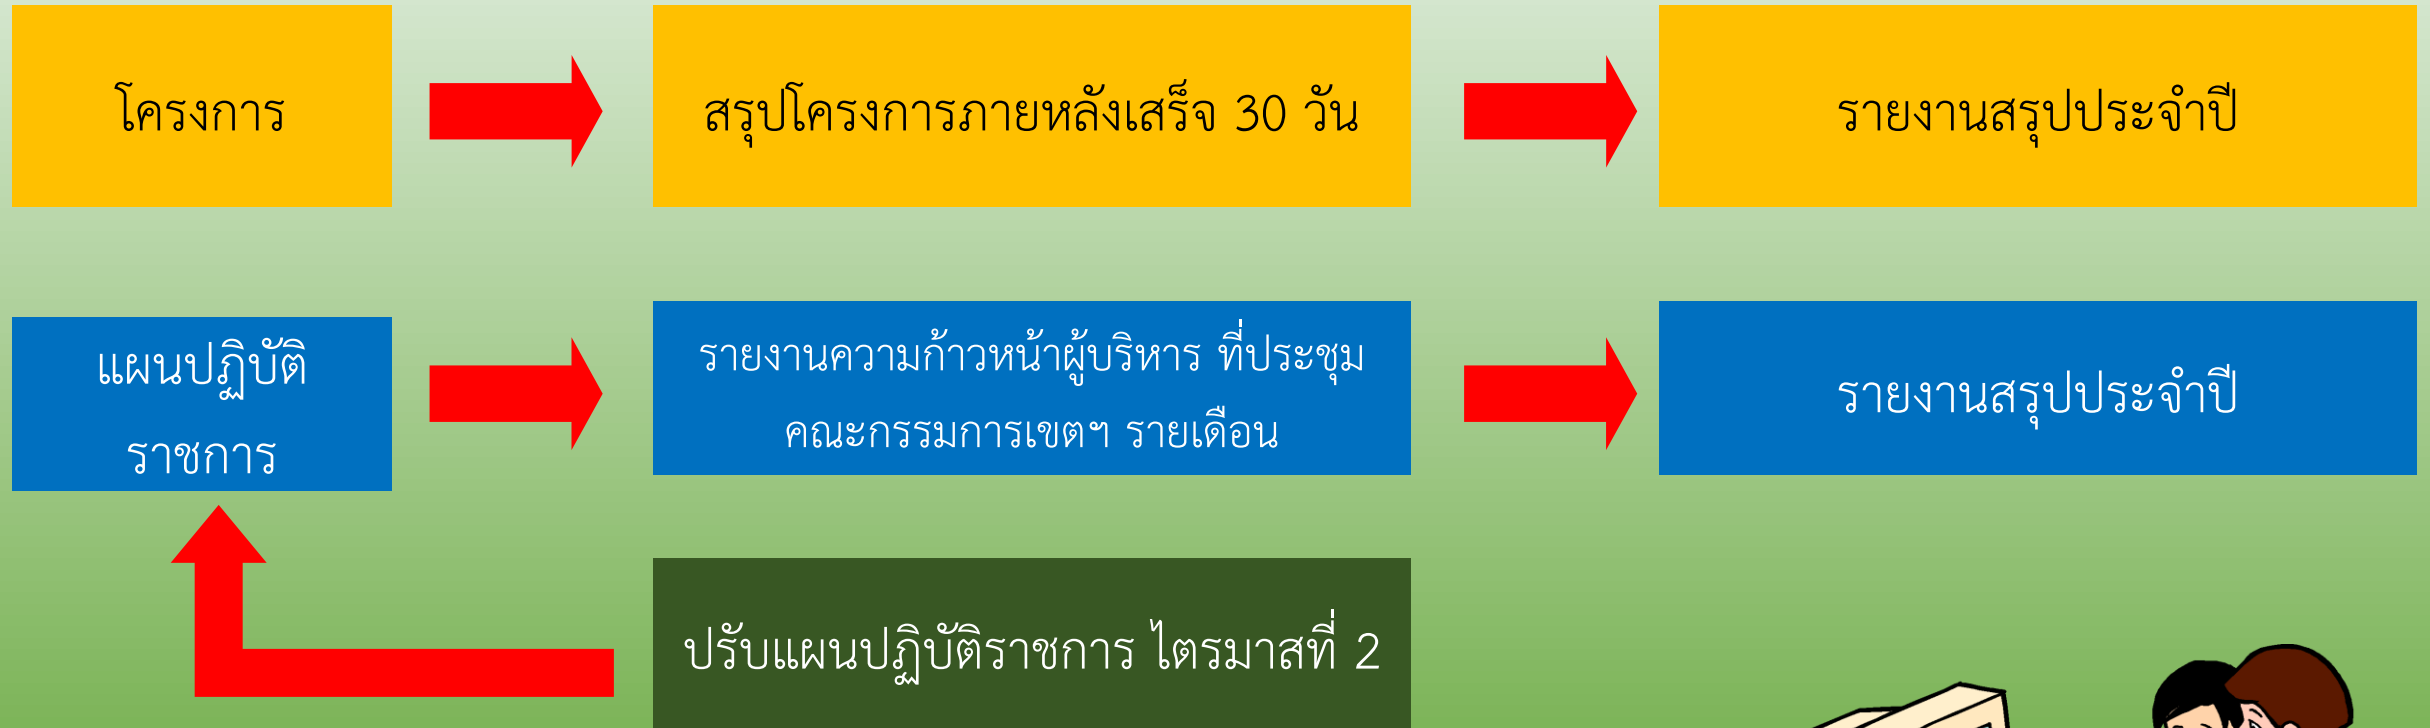 โครงการ
สรุปโครงการภายหลังเสร็จ 30 วัน
รายงานสรุปประจำปี
แผนปฏิบัติ
ราชการ
รายงานความก้าวหน้าผู้บริหาร ที่ประชุม
คณะกรรมการเขตฯ รายเดือน
รายงานสรุปประจำปี
ปรับแผนปฏิบัติราชการ ไตรมาสที่ 2